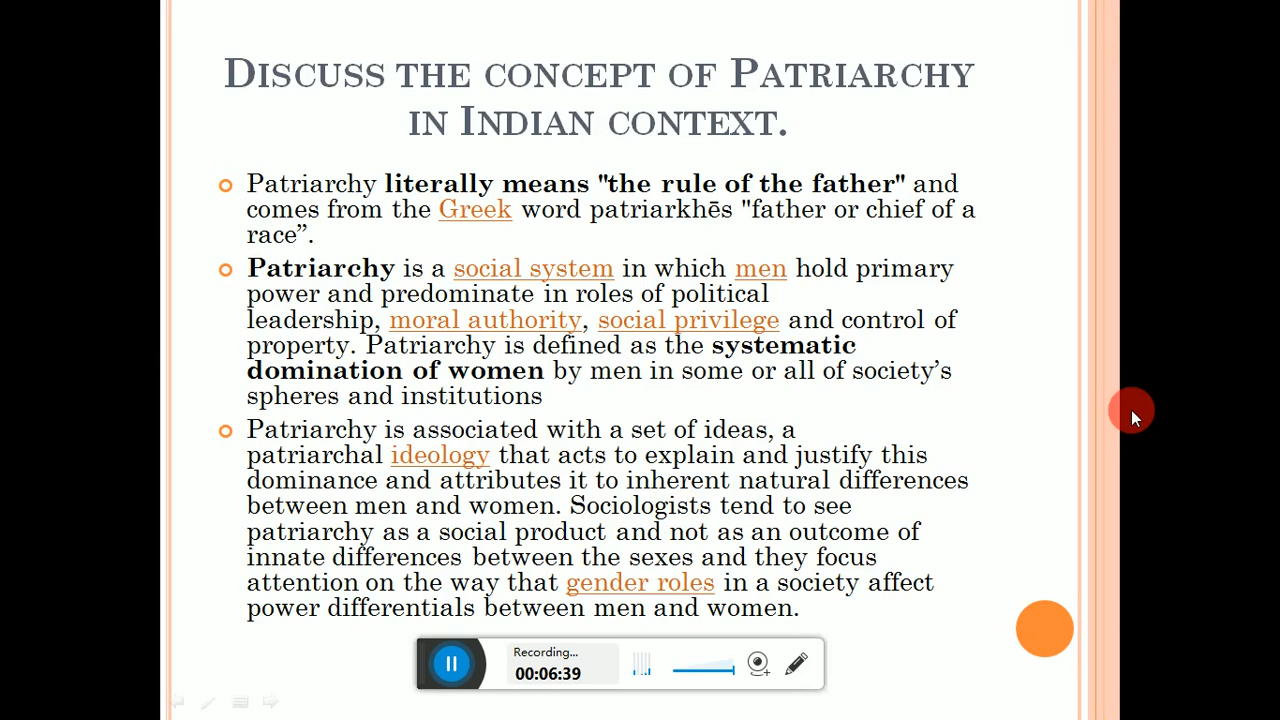 DISCUSS THE CONCEPT OF PATRIARCHY
IN INDIAN CONTEXT.
Patriarchy literally means "the rule of the father" and
comes from the Greek word patriarkhēs "father or chief of a
race”.
Patriarchy is a social system in which men hold primary
power and predominate in roles of political
leadership, moral authority, social privilege and control of
property. Patriarchy is defined as the systematic
domination of women by men in some or all of society’s
spheres and institutions
Patriarchy is associated with a set of ideas, a
patriarchal ideology that acts to explain and justify this
dominance and attributes it to inherent natural differences
between men and women. Sociologists tend to see
patriarchy as a social product and not as an outcome of
innate differences between the sexes and they focus
attention on the way that gender roles in a society affect
power differentials between men and women.
Recording...
00:06:39